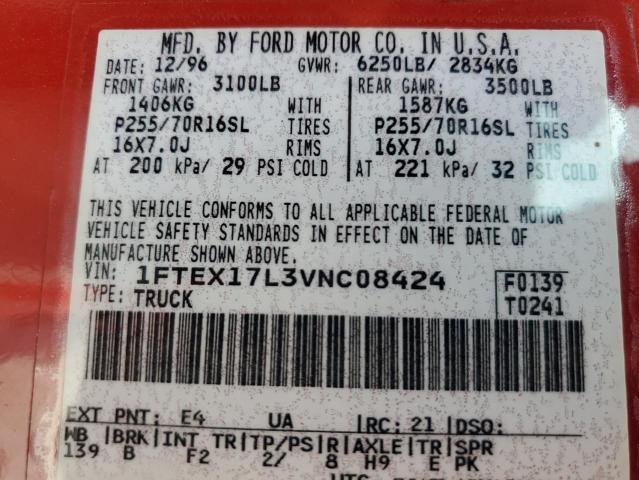 MFD. BY FORD MOTOR CO. IN U.S.A.
DATE: 12/96 GVWR: 6250LB/ 2834KG
FRONT GAWR: 3100LB REAR GAWR: 3500LB
1406KG WITH 1587KG WITH
P255/70R16SL TIRES P255/70R16SL TIRES
16X7.0J RIMS 16X7.0J RIMS
AT 200 kPa/ 29 PSI COLD AT 221 kPa/ 32 PSI COLD
THIS VEHICLE CONFORMS TO ALL APPLICABLE FEDERAL MOTOR
VEHICLE SAFETY STANDARDS IN EFFECT ON THE DATE OF
MANUFACTURE SHOWN ABOVE.
VIN: 1FTEX17L3VNC08424 F0139
TYPE: TRUCK T0241
EXT PNT: E4 UA |RC: 21 |DSO:
WB |BRK|INT TR|TP/PS|R|AXLE|TR|SPR
139 B F2 2/ 8 H9 E PK